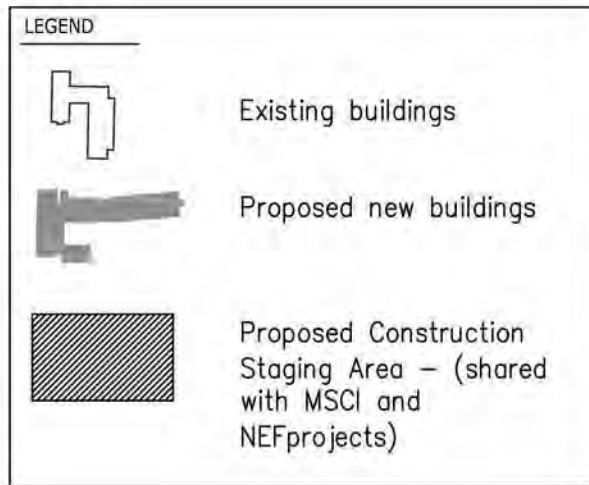 LEGEND
Existing buildings
Proposed new buildings
Proposed Construction
Staging Area – (shared
with MSCI and
NEFprojects)